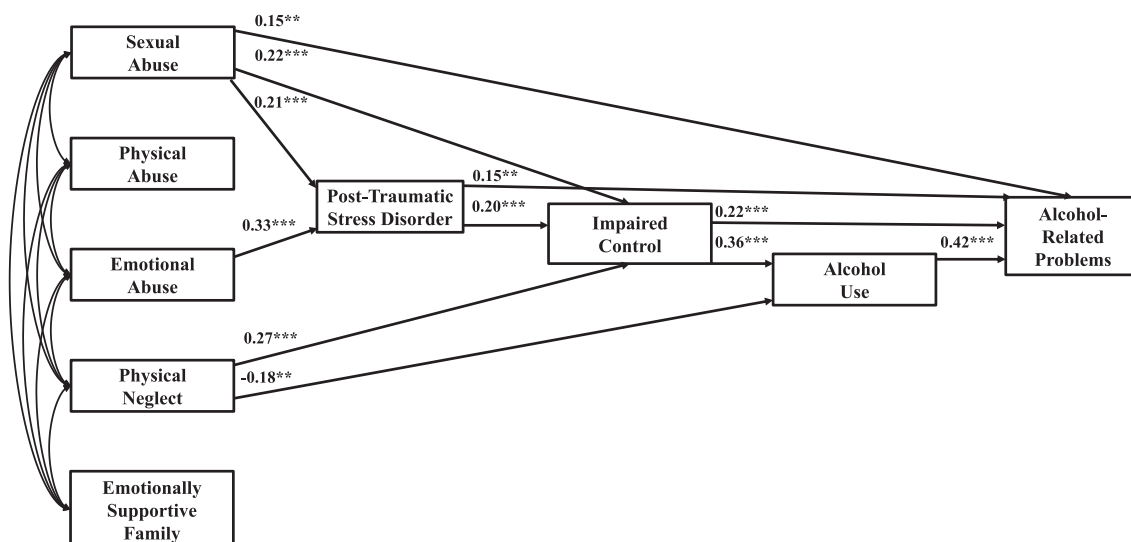 0.15**
Sexual
Abuse
0.22***
0.21***
Physical
Abuse
0.15**
Post-Traumatic
Stress Disorder
0.20***
Impaired
Control
0.22***
Alcohol-
Related
Problems
0.33***
0.36***
0.42***
Emotional
Abuse
Alcohol
Use
0.27***
Physical
Neglect
-0.18**
Emotionally
Supportive
Family